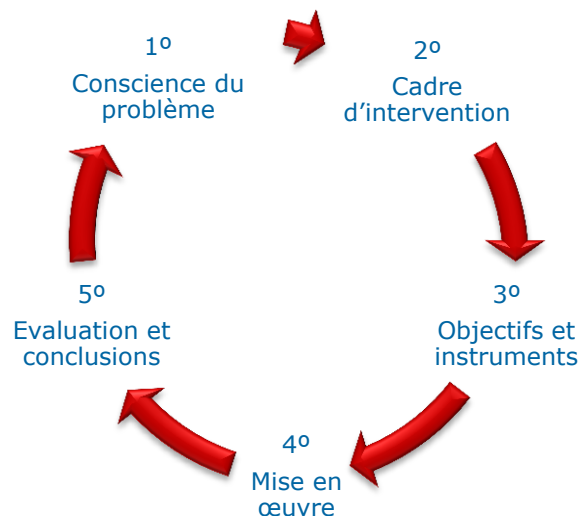 1º
Conscience du
problème
2º
Cadre
d’intervention
3º
Objectifs et
instruments
4º
Mise en
œuvre
5º
Evaluation et
conclusions